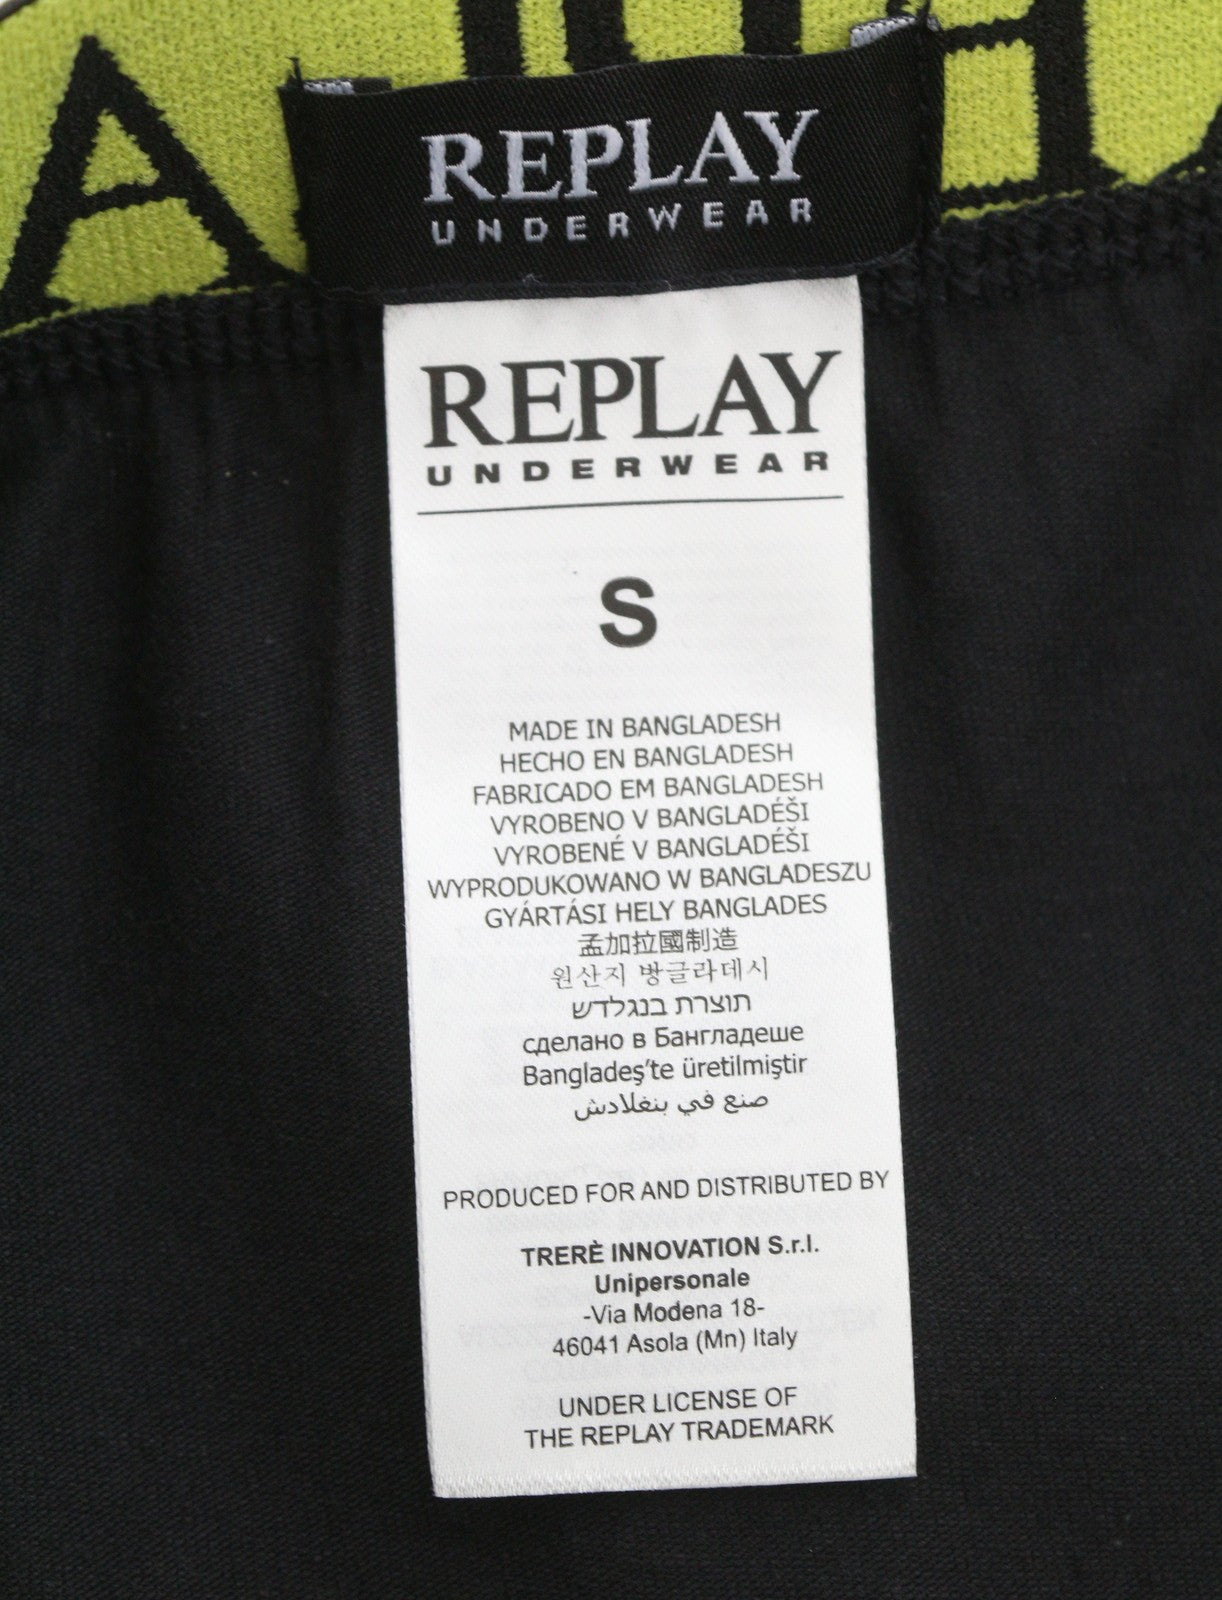 REPLAY
UNDERWEAR
REPLAY
UNDERWEAR
S
MADE IN BANGLADESH
HECHO EN BANGLADESH
FABRICADO EM BANGLADESH
VYROBENO V BANGLADÉŠI
VYROBENÉ V BANGLADÉŠI
WYPRODUKOWANO W BANGLADESZU
GYÁRTÁSI HELY BANGLADES
孟加拉國制造
원산지 방글라데시
תוצרת בנגלדש
сделано в Бангладеше
Bangladeş'te üretilmiştir
صنع في بنغلادش
PRODUCED FOR AND DISTRIBUTED BY
TRERÈ INNOVATION S.r.l.
Unipersonale
-Via Modena 18-
46041 Asola (Mn) Italy
UNDER LICENSE OF
THE REPLAY TRADEMARK